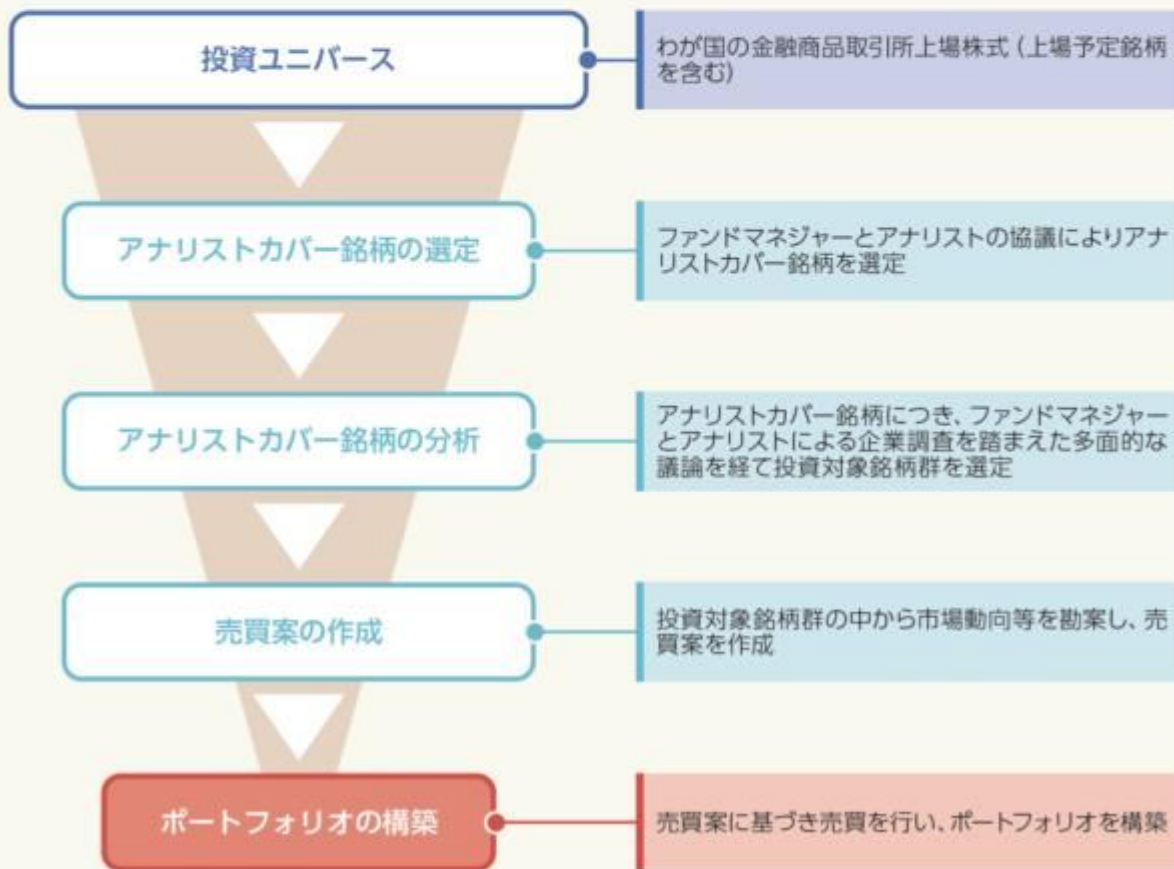 投資ユニバース
わが国の金融商品取引所上場株式(上場予定銘柄
を含む)
アナリストカバー銘柄の選定
ファンドマネジャーとアナリストの協議によりアナ
リストカバー銘柄を選定
アナリストカバー銘柄の分析
アナリストカバー銘柄につき、ファンドマネジャー
とアナリストによる企業調査を踏まえた多面的な
議論を経て投資対象銘柄群を選定
売買案の作成
投資対象銘柄群の中から市場動向等を勘案し、売
買案を作成
ポートフォリオの構築
売買案に基づき売買を行い、ポートフォリオを構築